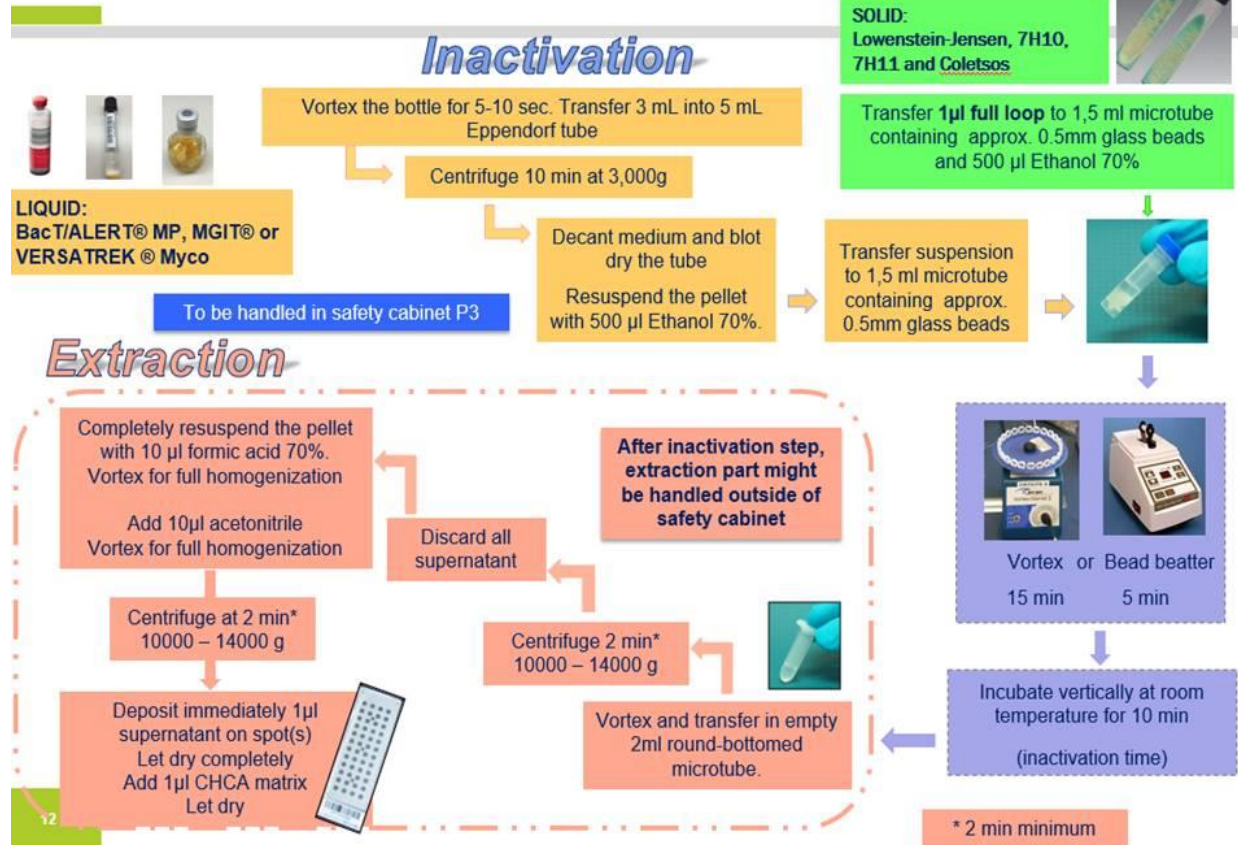 SOLID:
Lowenstein-Jensen, 7H10,
7H11 and Coletsos
Inactivation
Vortex the bottle for 5-10 sec. Transfer 3 mL into 5 mL
Eppendorf tube
Transfer 1µl full loop to 1,5 ml microtube
containing approx. 0.5mm glass beads
and 500 µl Ethanol 70%
Centrifuge 10 min at 3,000g
LIQUID:
BacT/ALERT® MP, MGIT® or
VERSATREK ® Myco
Decant medium and blot
dry the tube
Resuspend the pellet
with 500 µl Ethanol 70%.
Transfer suspension
to 1,5 ml microtube
containing approx.
0.5mm glass beads
To be handled in safety cabinet P3
Extraction
Completely resuspend the pellet
with 10 µl formic acid 70%.
Vortex for full homogenization
Add 10µl acetonitrile
Vortex for full homogenization
After inactivation step,
extraction part might
be handled outside of
safety cabinet
Discard all
supernatant
Vortex or Bead beatter
15 min 5 min
Centrifuge at 2 min*
10000 – 14000 g
Centrifuge 2 min*
10000 – 14000 g
Incubate vertically at room
temperature for 10 min
(inactivation time)
Deposit immediately 1µl
supernatant on spot(s)
Let dry completely
Add 1µl CHCA matrix
Let dry
Vortex and transfer in empty
2ml round-bottomed
microtube.
12
* 2 min minimum